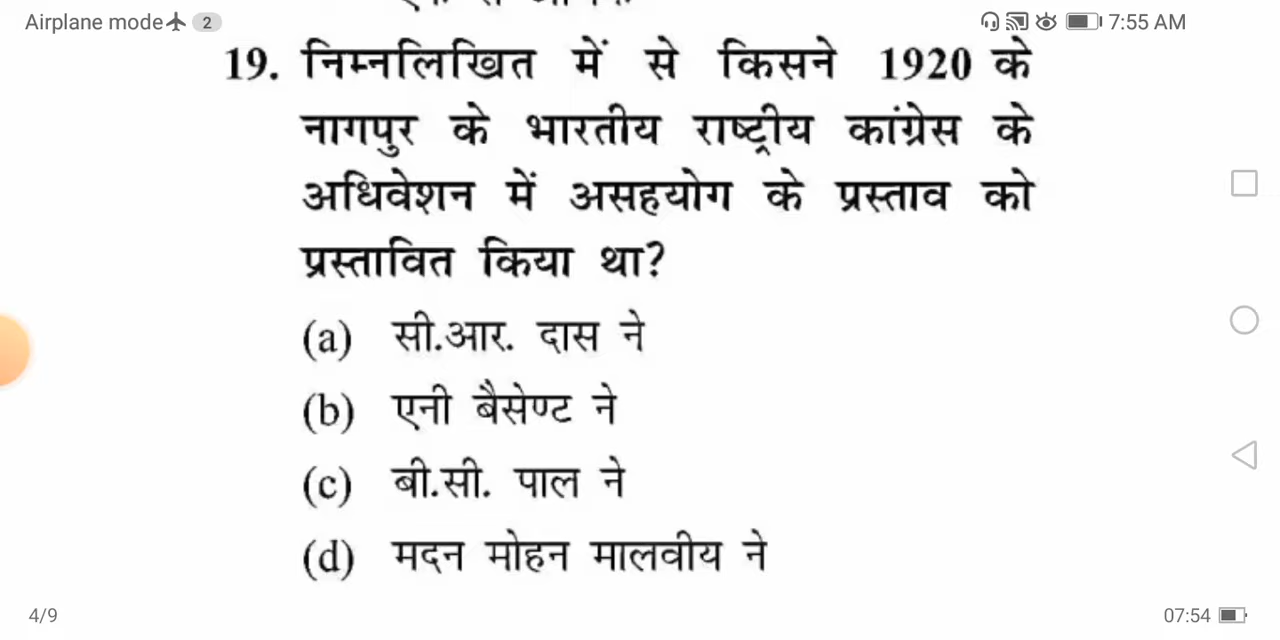 Airplane mode 2 7:55 AM
19. निम्नलिखित में से किसने 1920 के
नागपुर के भारतीय राष्ट्रीय कांग्रेस के
अधिवेशन में असहयोग के प्रस्ताव को
प्रस्तावित किया था?
(a) सी.आर. दास ने
(b) एनी बैसेण्ट ने
(c) बी.सी. पाल ने
(d) मदन मोहन मालवीय ने
4/9 07:54